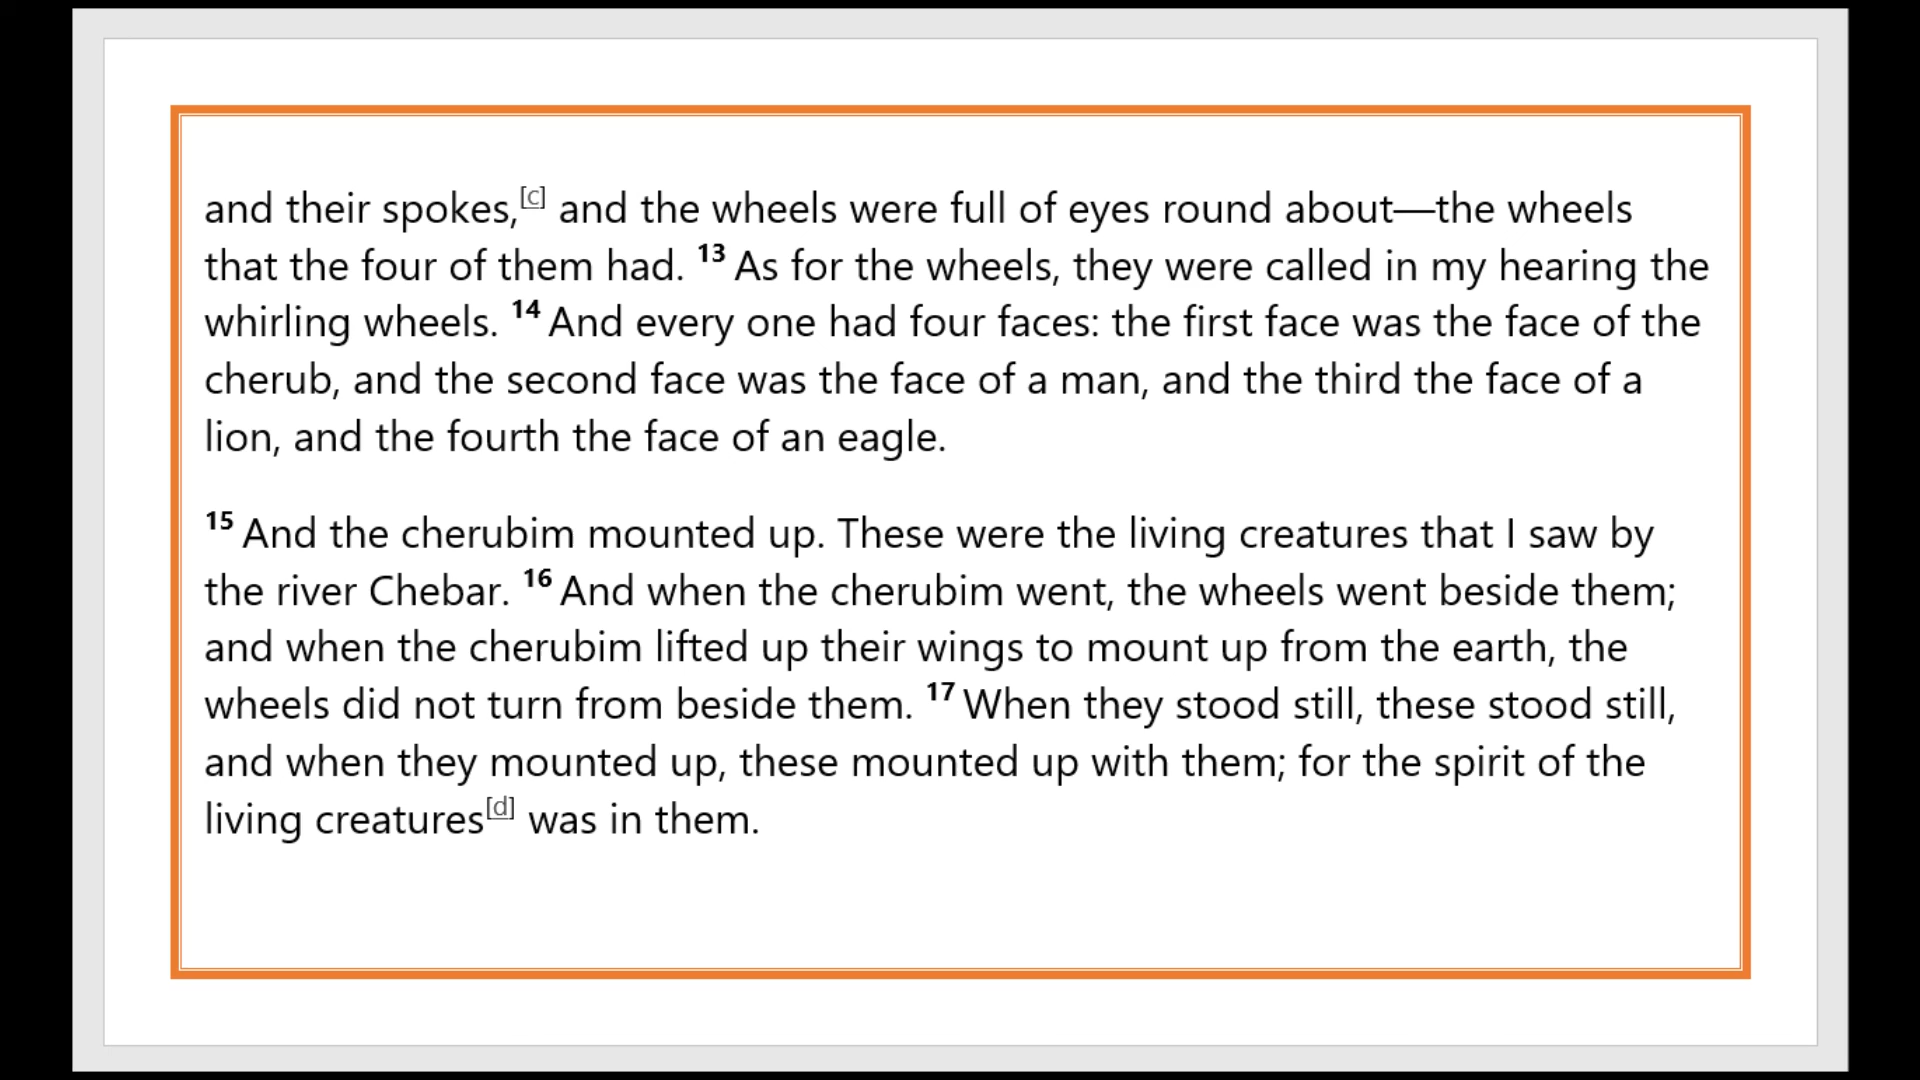 and their spokes,[c] and the wheels were full of eyes round about—the wheels
that the four of them had. 13 As for the wheels, they were called in my hearing the
whirling wheels. 14 And every one had four faces: the first face was the face of the
cherub, and the second face was the face of a man, and the third the face of a
lion, and the fourth the face of an eagle.
15 And the cherubim mounted up. These were the living creatures that I saw by
the river Chebar. 16 And when the cherubim went, the wheels went beside them;
and when the cherubim lifted up their wings to mount up from the earth, the
wheels did not turn from beside them. 17 When they stood still, these stood still,
and when they mounted up, these mounted up with them; for the spirit of the
living creatures[d] was in them.